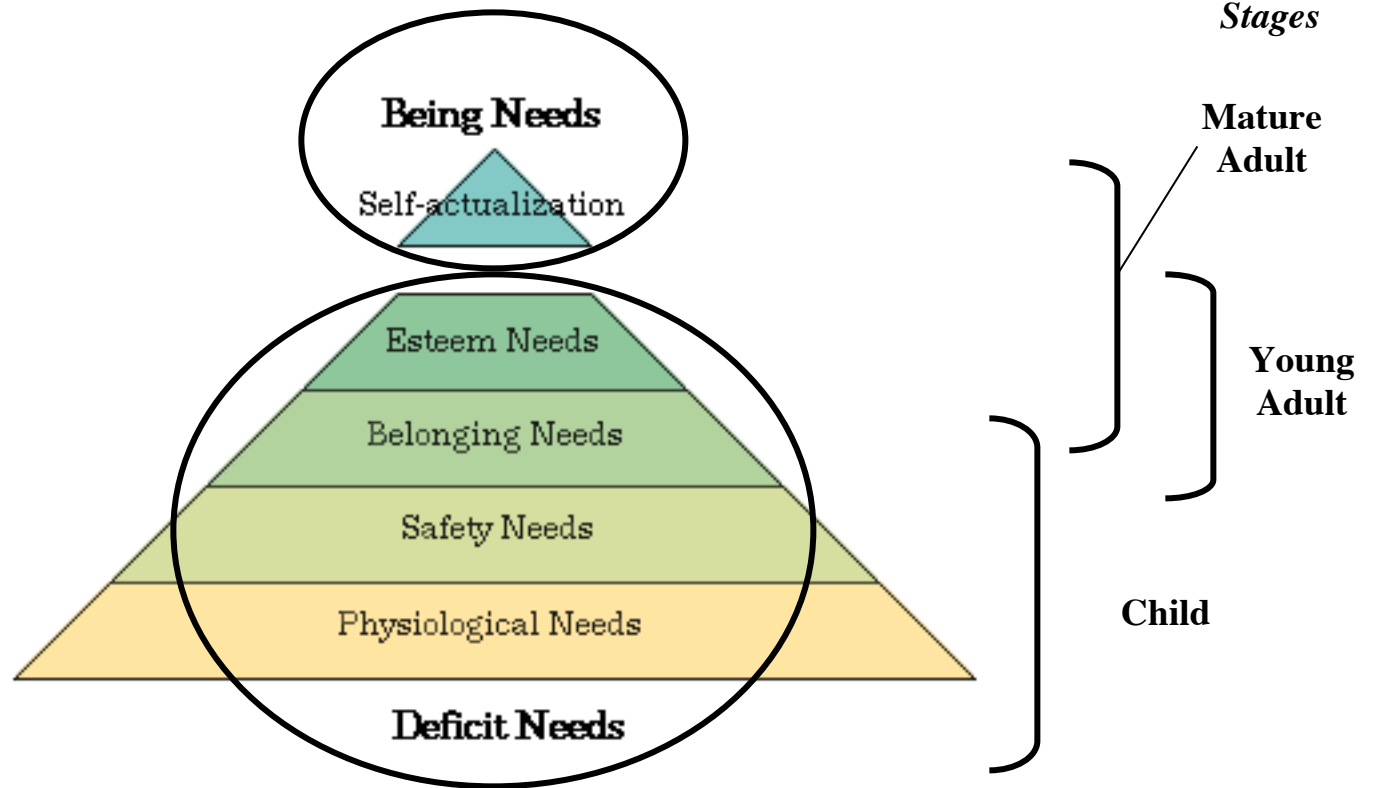 Stages
Being Needs
Self-actualization
Mature
Adult
Esteem Needs
Belonging Needs
Young
Adult
Safety Needs
Physiological Needs
Child
Deficit Needs